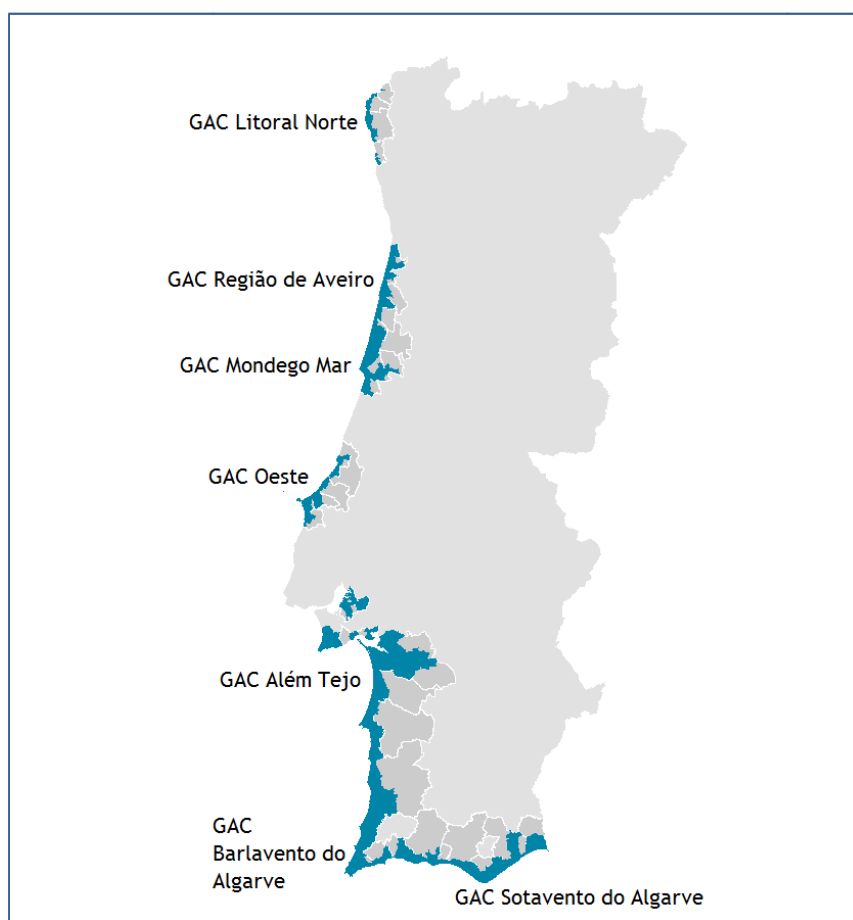 GAC Litoral Norte
GAC Região de Aveiro
GAC Mondego Mar
GAC Oeste
GAC Além Tejo
GAC
Barlavento do
Algarve
GAC Sotavento do Algarve